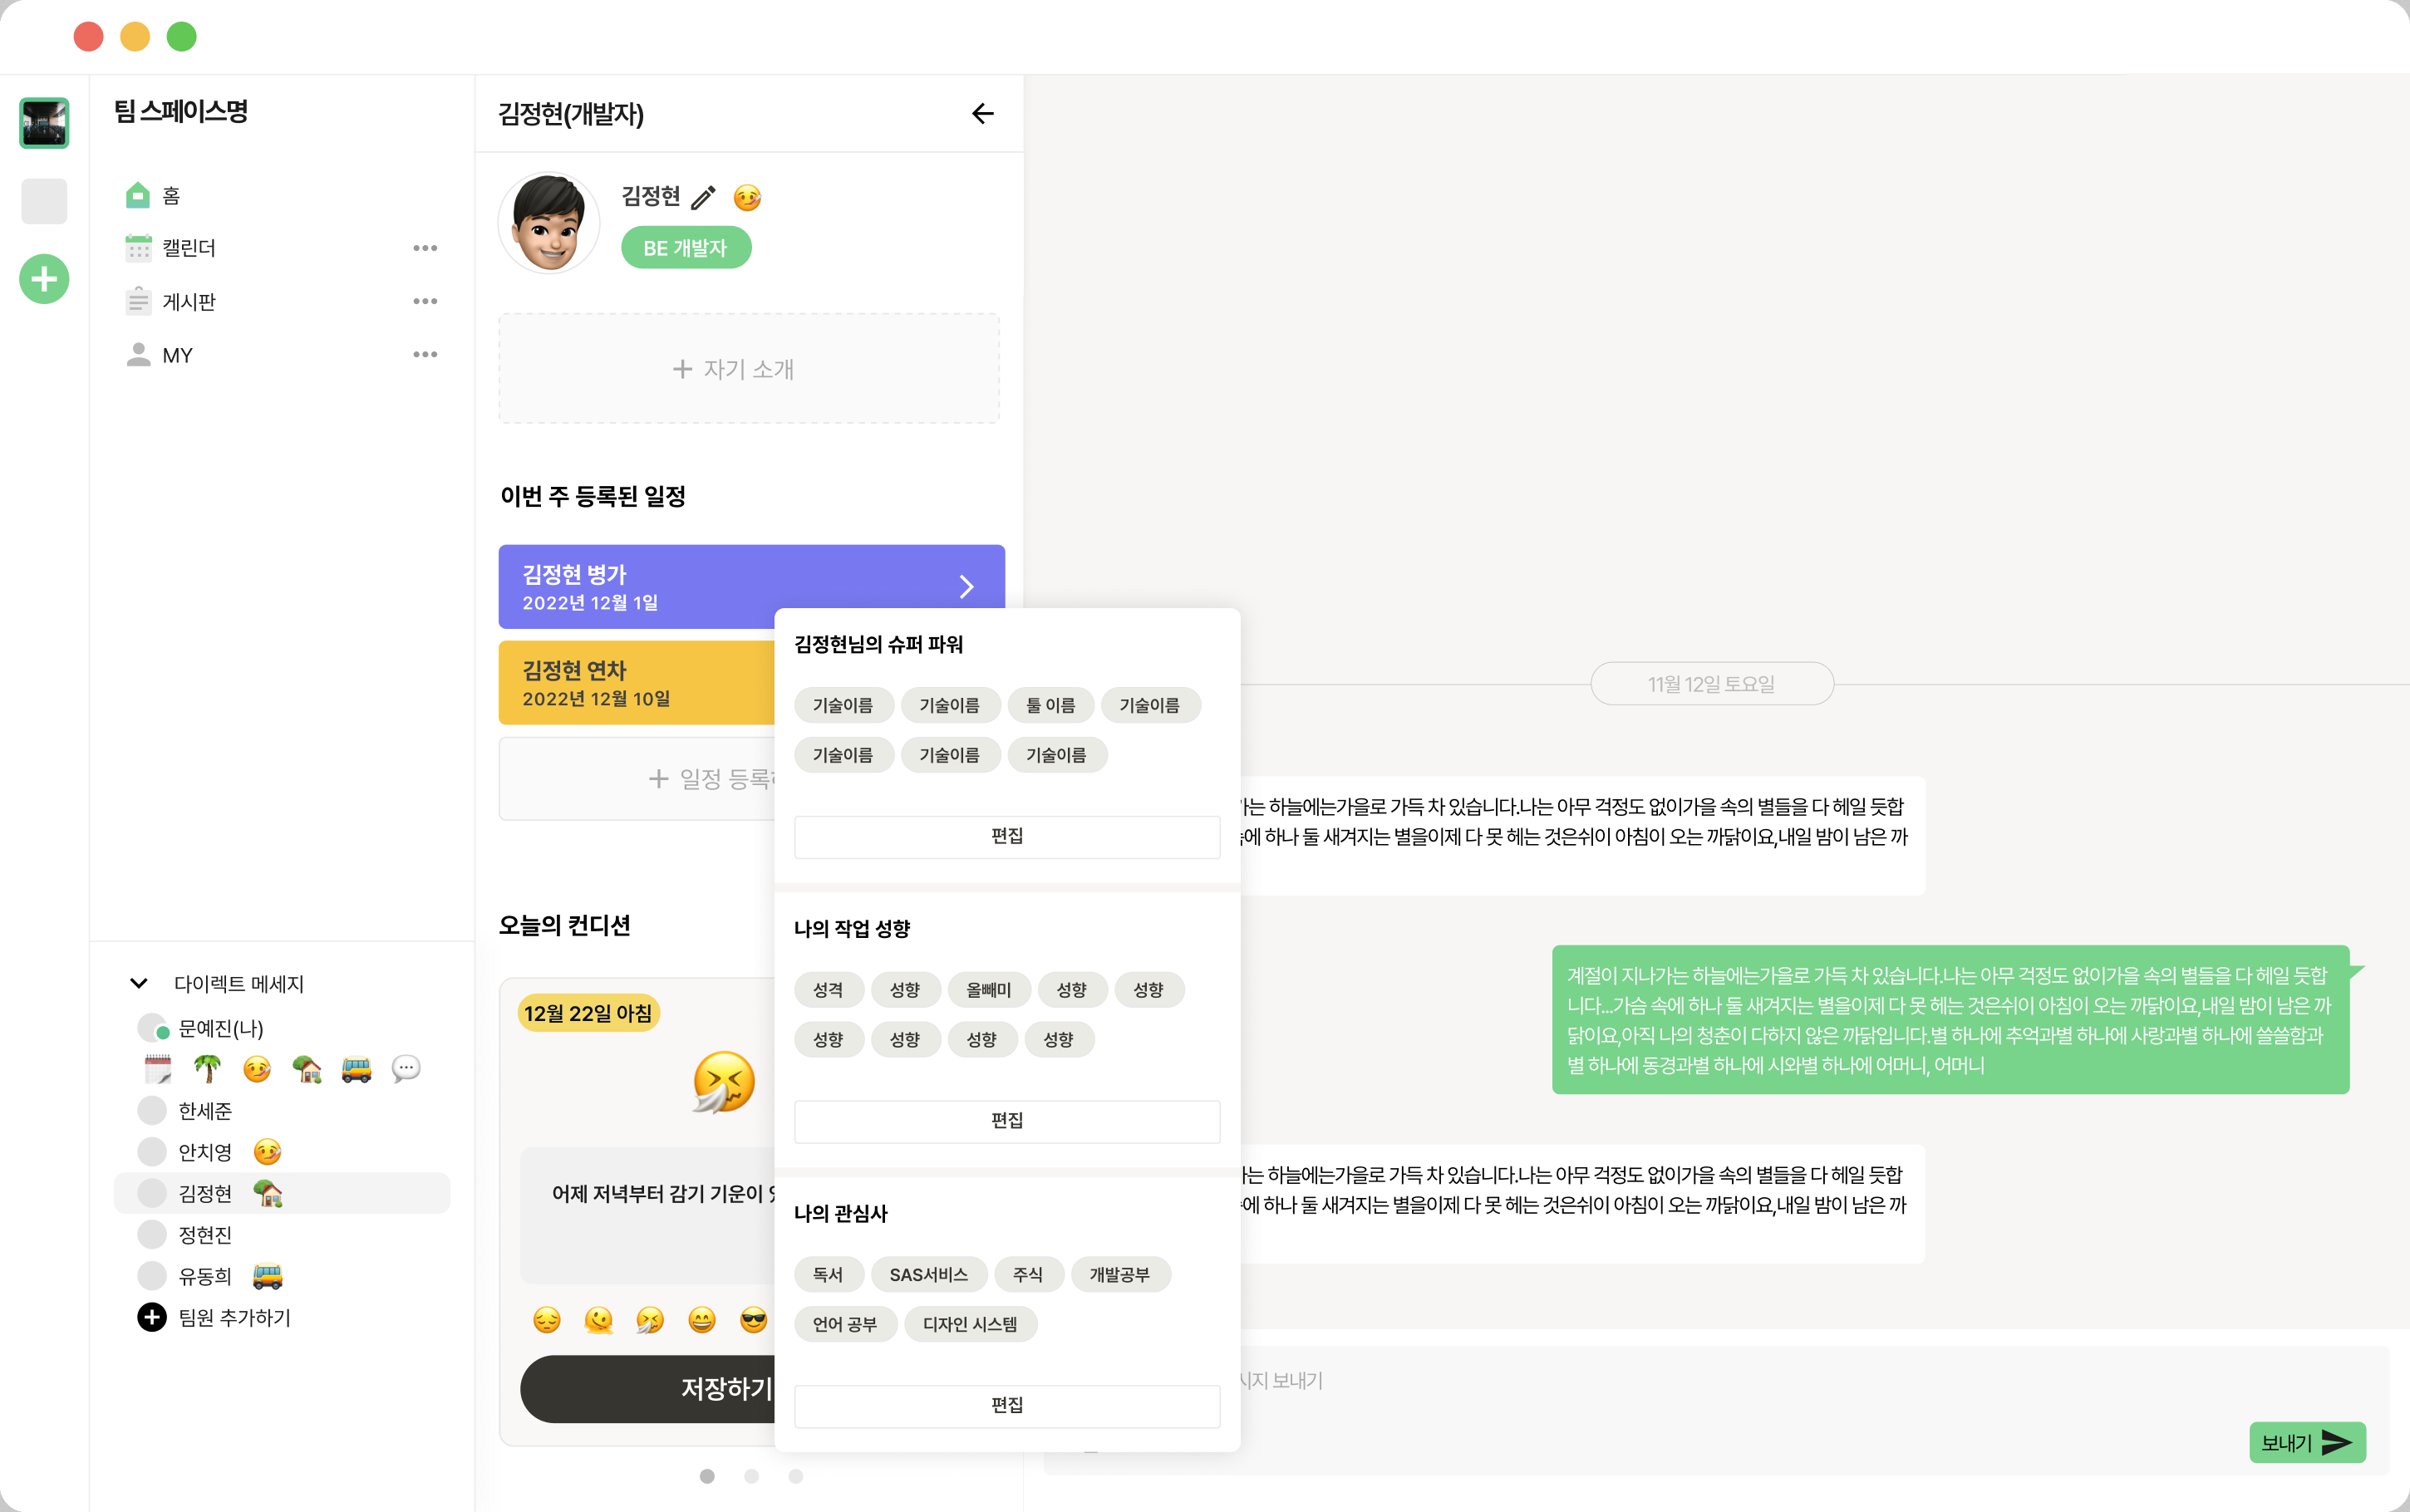 팀 스페이스명
홈
캘린더
게시판
MY
다이렉트 메세지
문예진(나)
한세준
안치영
김정현
정현진
유동희
팀원 추가하기
김정현(개발자)
김정현
BE 개발자
+ 자기 소개
이번 주 등록된 일정
김정현 병가
2022년 12월 1일
김정현 연차
2022년 12월 10일
+ 일정 등록
오늘의 컨디션
12월 22일 아침
어제 저녁부터 감기 기운이
저장하기
김정현님의 슈퍼 파워
기술이름 기술이름 툴 이름 기술이름
기술이름 기술이름 기술이름
편집
나의 작업 성향
성격 성향 올빼미 성향 성향
성향 성향 성향 성향
편집
나의 관심사
독서 SAS서비스 주식 개발공부
언어 공부 디자인 시스템
편집
11월 12일 토요일
는 하늘에는가을로 가득 차 있습니다.나는 아무 걱정도 없이가을 속의 별들을 다 헤일 듯합
에 하나 둘 새겨지는 별을이제 다 못 헤는 것은쉬이 아침이 오는 까닭이요,내일 밤이 남은 까
계절이 지나가는 하늘에는가을로 가득 차 있습니다.나는 아무 걱정도 없이가을 속의 별들을 다 헤일 듯합
니다...가슴 속에 하나 둘 새겨지는 별을이제 다 못 헤는 것은쉬이 아침이 오는 까닭이요,내일 밤이 남은 까
닭이요,아직 나의 청춘이 다하지 않은 까닭입니다.별 하나에 추억과별 하나에 사랑과별 하나에 쓸쓸함과
별 하나에 동경과별 하나에 시와별 하나에 어머니, 어머니
는 하늘에는가을로 가득 차 있습니다.나는 아무 걱정도 없이가을 속의 별들을 다 헤일 듯합
에 하나 둘 새겨지는 별을이제 다 못 헤는 것은쉬이 아침이 오는 까닭이요,내일 밤이 남은 까
시지 보내기
보내기